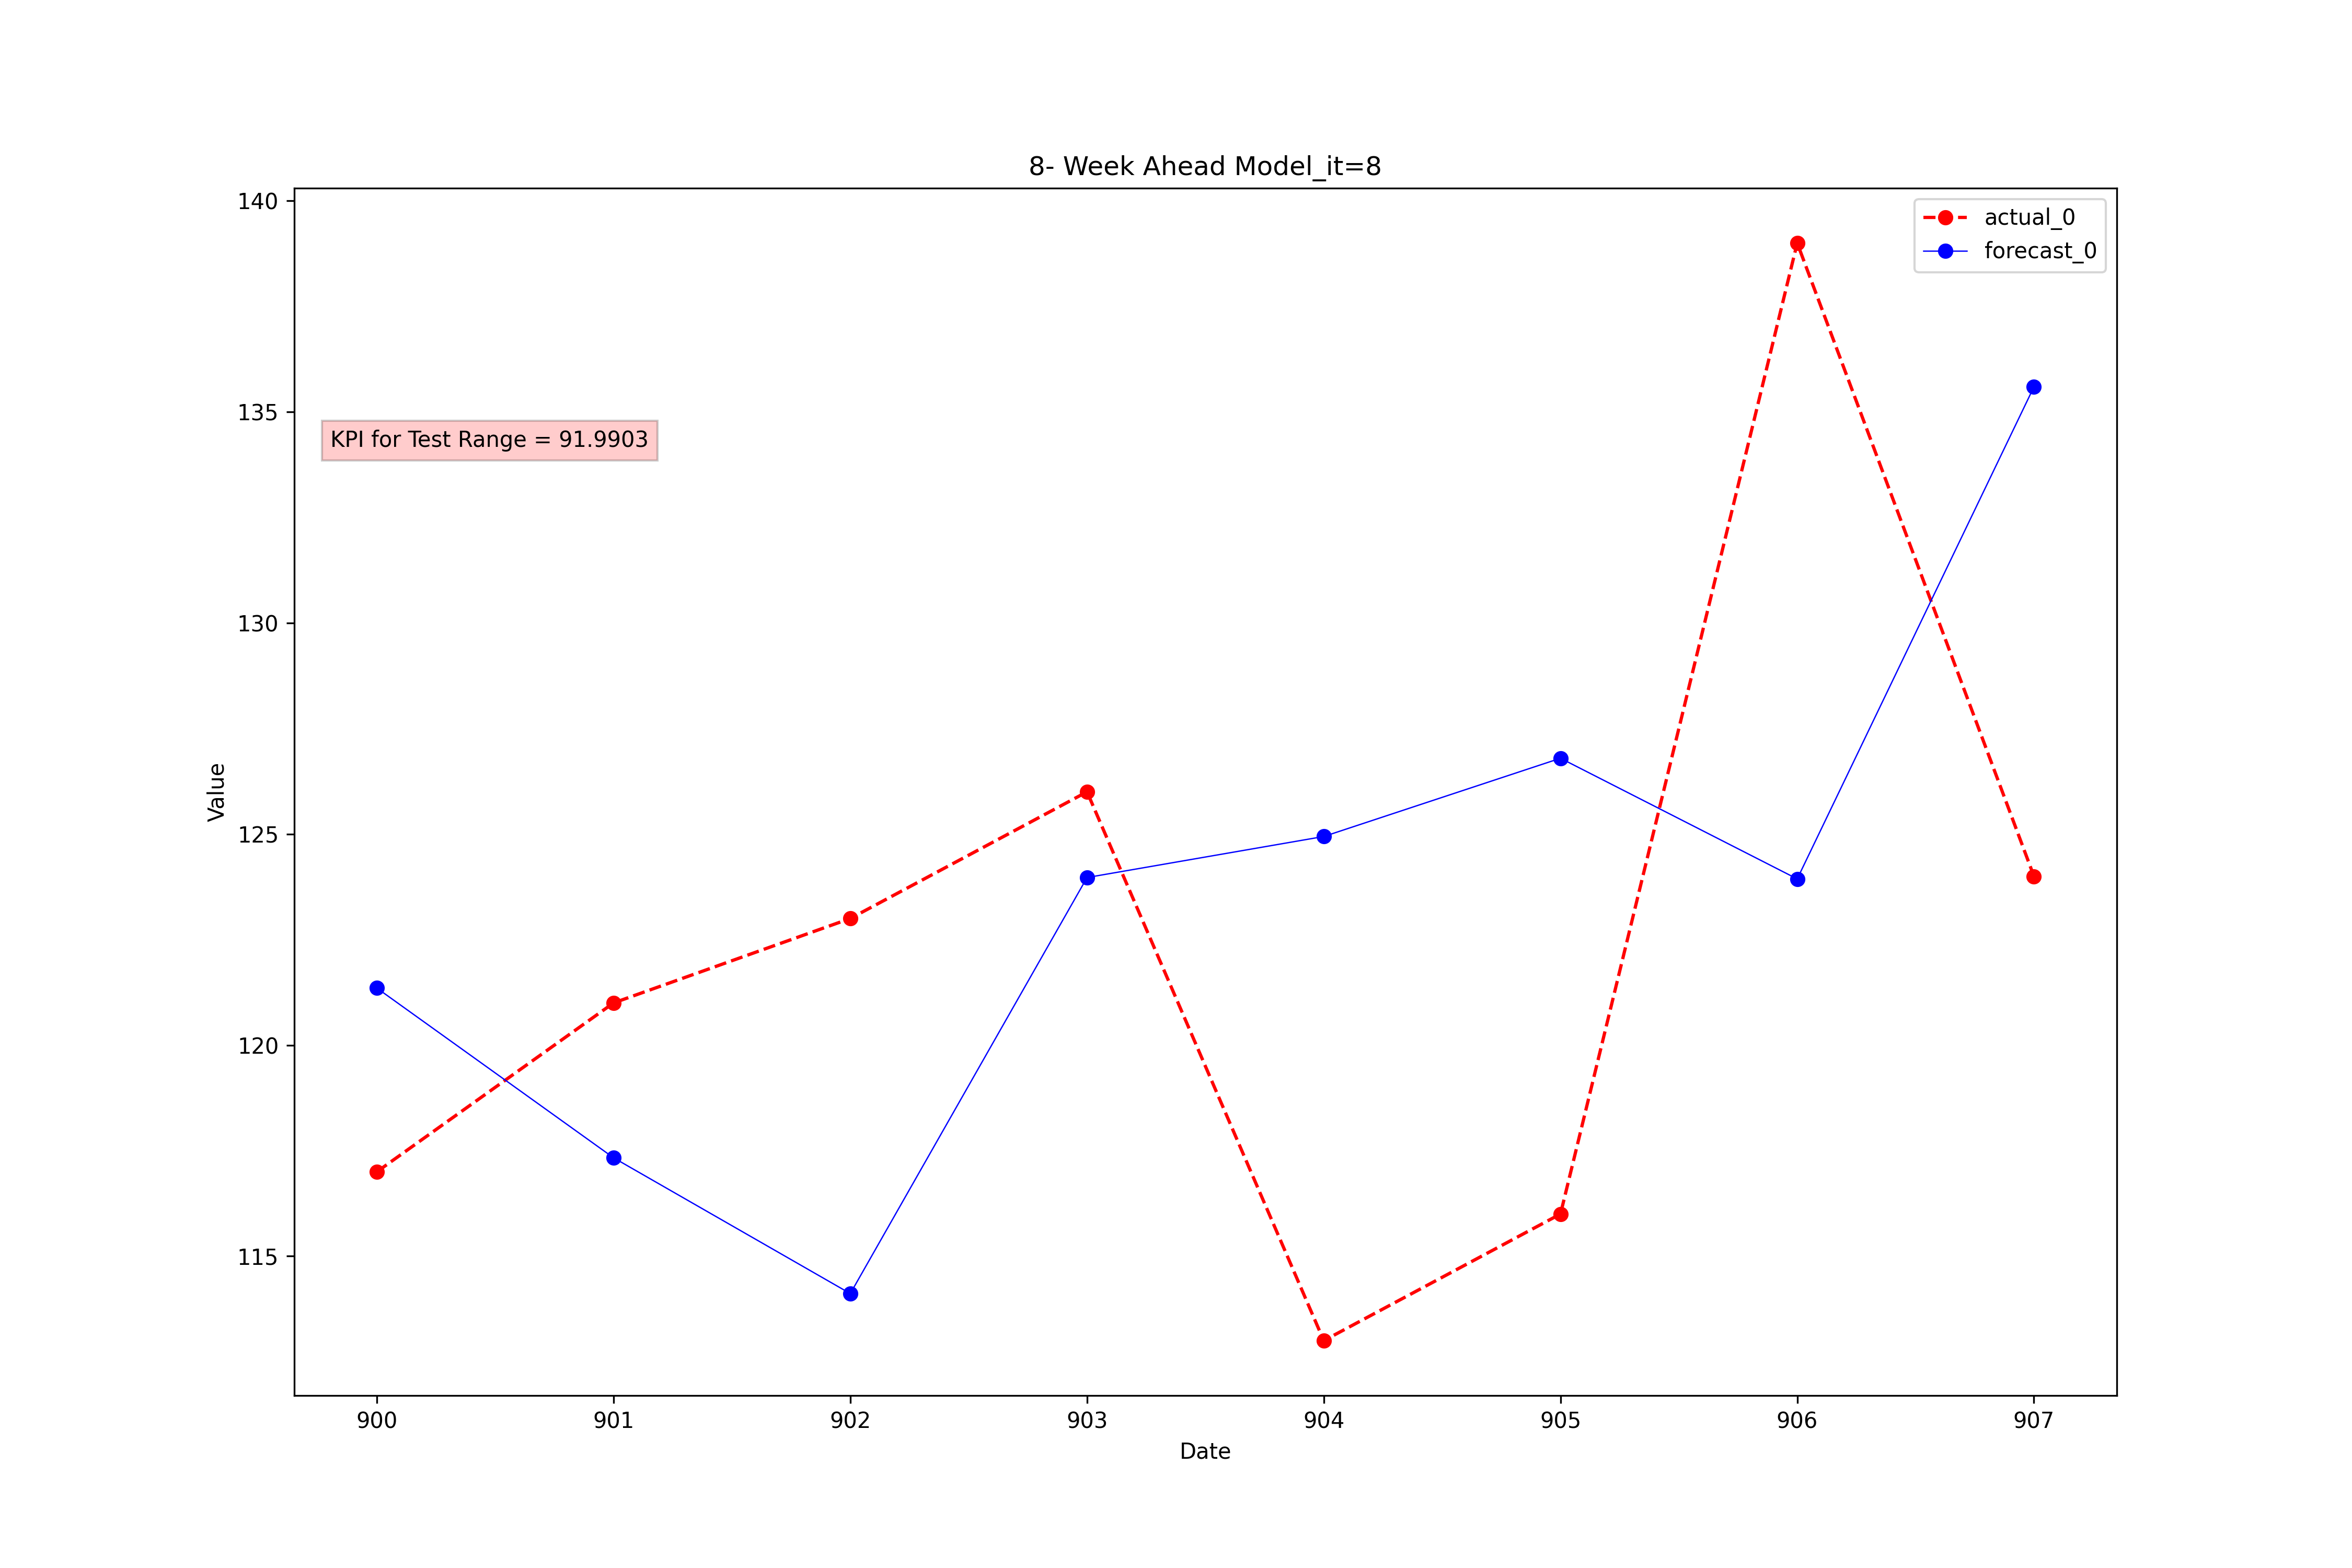 8- Week Ahead Model_it=8
actual_0
forecast_0
KPI for Test Range = 91.9903
140
135
130
125
120
115
Value
900 901 902 903 904 905 906 907
Date